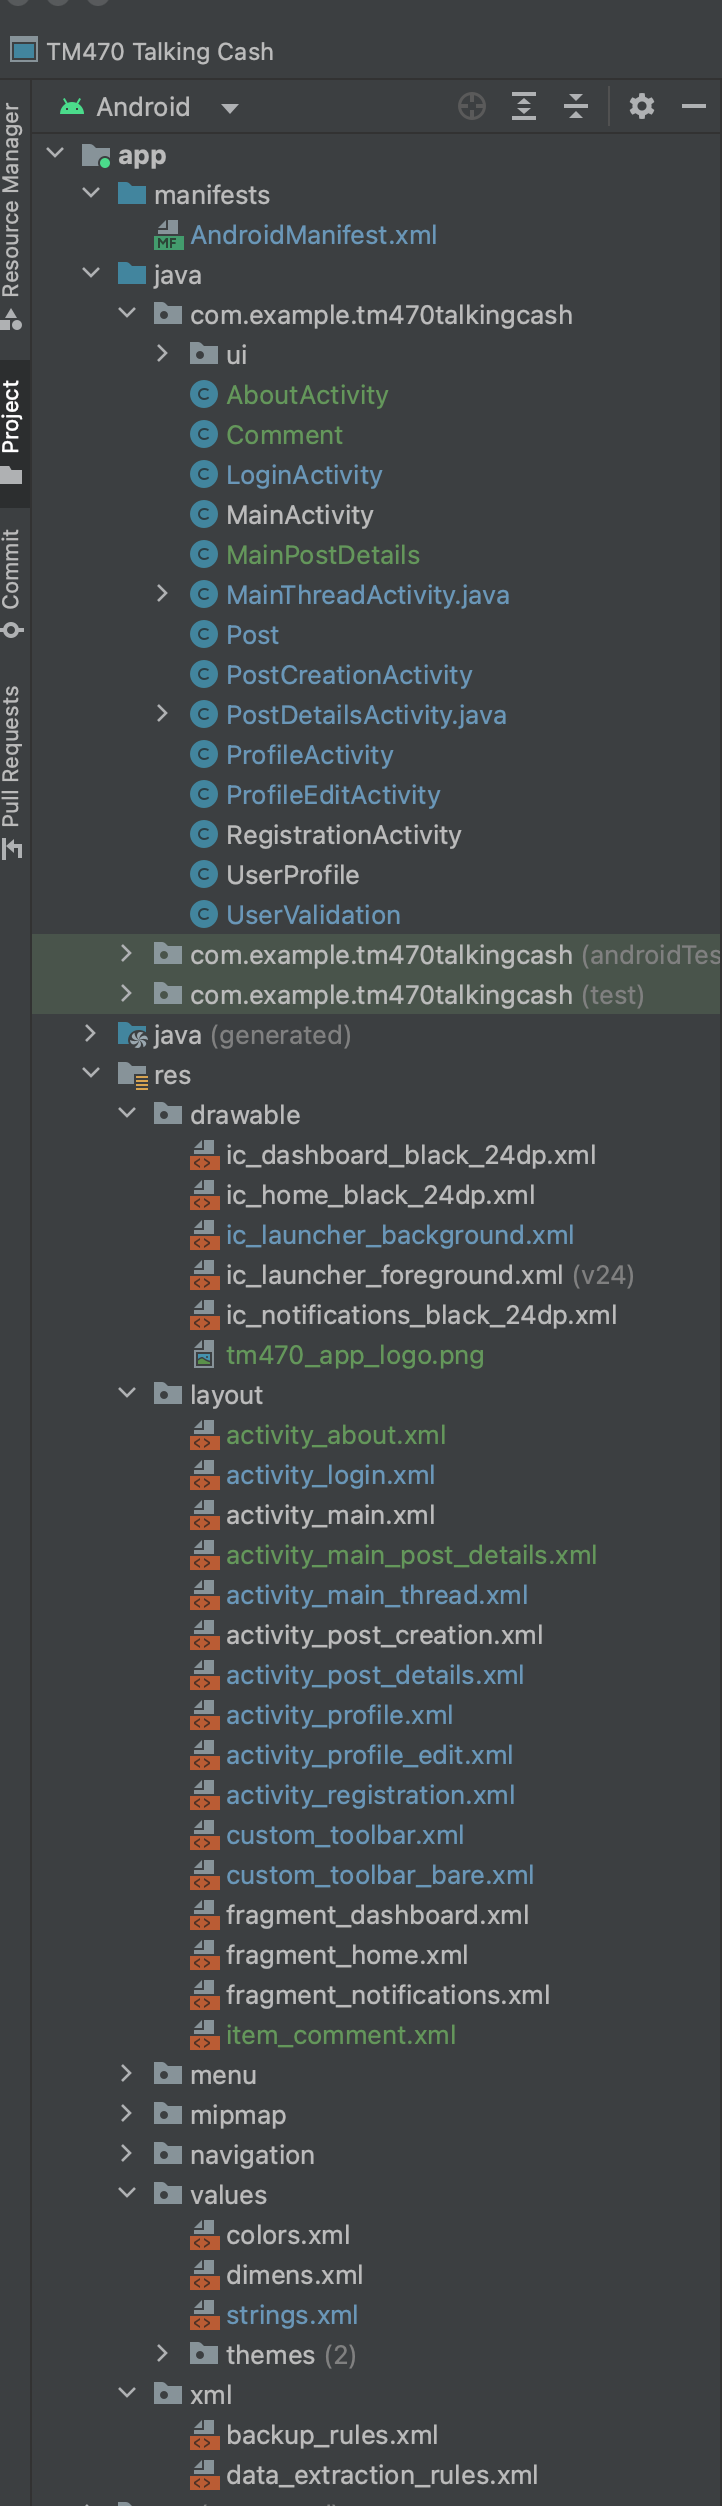 TM470 Talking Cash
Android
Resource Manager
Project
Commit
Pull Requests
app
manifests
MF AndroidManifest.xml
java
com.example.tm470talkingcash
ui
C AboutActivity
C Comment
C LoginActivity
C MainActivity
C MainPostDetails
C MainThreadActivity.java
C Post
C PostCreationActivity
C PostDetailsActivity.java
C ProfileActivity
C ProfileEditActivity
C RegistrationActivity
C UserProfile
C UserValidation
com.example.tm470talkingcash (androidTes
com.example.tm470talkingcash (test)
java (generated)
res
drawable
ic_dashboard_black_24dp.xml
ic_home_black_24dp.xml
ic_launcher_background.xml
ic_launcher_foreground.xml (v24)
ic_notifications_black_24dp.xml
tm470_app_logo.png
layout
activity_about.xml
activity_login.xml
activity_main.xml
activity_main_post_details.xml
activity_main_thread.xml
activity_post_creation.xml
activity_post_details.xml
activity_profile.xml
activity_profile_edit.xml
activity_registration.xml
custom_toolbar.xml
custom_toolbar_bare.xml
fragment_dashboard.xml
fragment_home.xml
fragment_notifications.xml
item_comment.xml
menu
mipmap
navigation
values
colors.xml
dimens.xml
strings.xml
themes (2)
xml
backup_rules.xml
data_extraction_rules.xml